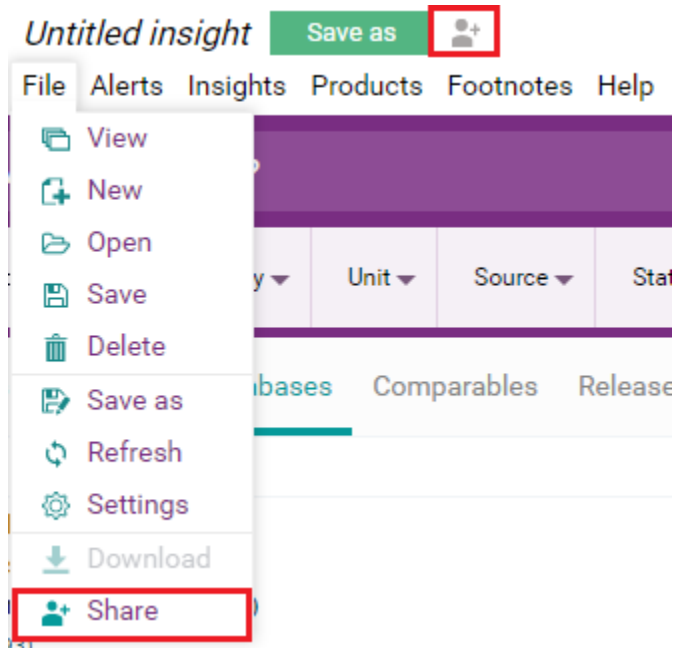 Untitled insight Save as
File Alerts Insights Products Footnotes Help
View
New
Open
Unit Source
Save
Delete
Comparables
Save as
Refresh
Settings
Download
Share